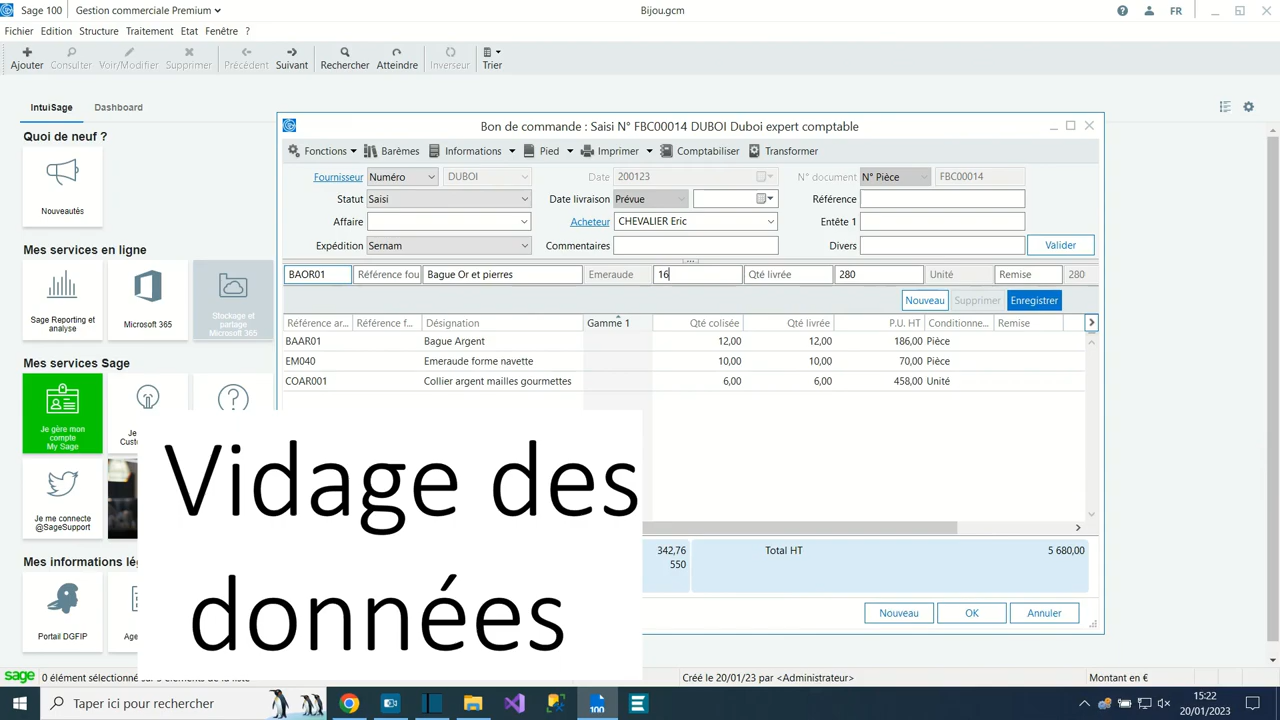 Sage 100
Gestion commerciale Premium
Bijou.gcm
FR
Fichier Edition Structure Traitement Etat Fenêtre ?
Ajouter Consulter Voir/Modifier Supprimer Précédent Suivant Rechercher Atteindre Inverseur Trier
IntuiSage Dashboard
Quoi de neuf ?
Nouveautés
Mes services en ligne
Sage Reporting et analyse
Microsoft 365
Stockage et partage Microsoft 365
Mes services Sage
Je gère mon compte My Sage
Je me connecte @SageSupport
Portail DGFIP
Bon de commande : Saisi N° FBC00014 DUBOI Duboi expert comptable
Fonctions Barèmes Informations Pied Imprimer Comptabiliser Transformer
Fournisseur Numéro DUBOI Date 200123 N° document N° Pièce FBC00014
Statut Saisi Date livraison Prévue Référence
Affaire Acheteur CHEVALIER Eric Entête 1
Expédition Sernam Commentaires Divers Valider
BAOR01 Référence fou Bague Or et pierres Emeraude 16 Qté livrée 280 Unité Remise 280
Nouveau Supprimer Enregistrer
Référence ar... Référence f... Désignation Gamme 1 Qté colisée Qté livrée P.U. HT Conditionne... Remise
BAAR01 Bague Argent 12,00 12,00 186,00 Pièce
EM040 Emeraude forme navette 10,00 10,00 70,00 Pièce
COAR001 Collier argent mailles gourmettes 6,00 6,00 458,00 Unité
342,76 Total HT 5 680,00
550
Nouveau OK Annuler
Vidage des
données
sage 0 élément sélectionné
Créé le 20/01/23 par <Administrateur>
Montant en €
Taper ici pour rechercher
15:22
20/01/2023